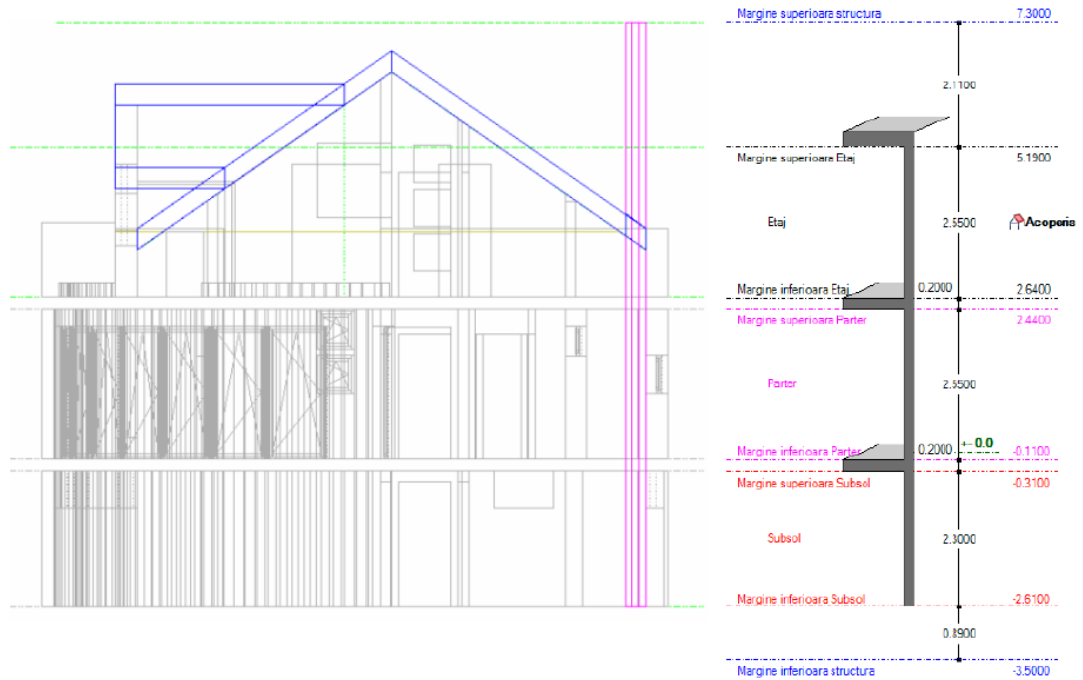 Margine superioara structura 7.3000
2.1100
Margine superioara Etaj 5.1900
Etaj 2.5500 Acoperis
Margine inferioara Etaj 0.2000 2.6400
Margine superioara Parter 2.4400
Parter 2.5500
Margine inferioara Parter 0.2000 0.0 -0.1100
Margine superioara Subsol -0.3100
Subsol 2.3000
Margine inferioara Subsol -2.6100
0.8900
Margine inferioara structura -3.5000